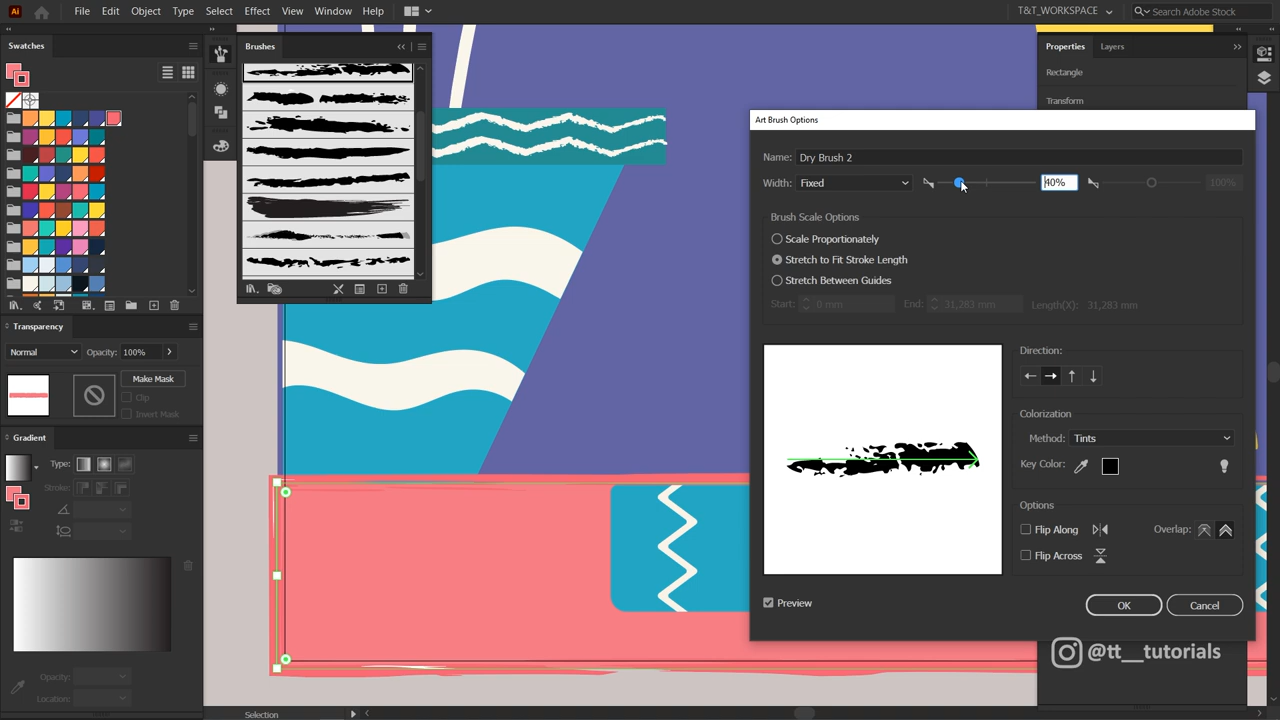 Ai
File Edit Object Type Select Effect View Window Help
T&T_WORKSPACE
Search Adobe Stock
Swatches
Brushes
Properties Layers
Rectangle
Transform
Art Brush Options
Name: Dry Brush 2
Width: Fixed 40% 100%
Brush Scale Options
Scale Proportionately
Stretch to Fit Stroke Length
Stretch Between Guides
Start: 0 mm End: 31,283 mm Length(X): 31,283 mm
Transparency
Normal Opacity: 100%
Make Mask
Clip
Invert Mask
Direction:
Colorization
Method: Tints
Key Color:
Gradient
Type:
Stroke:
Options
Flip Along Overlap:
Flip Across
Preview OK Cancel
@tt__tutorials
Opacity:
Location:
Selection